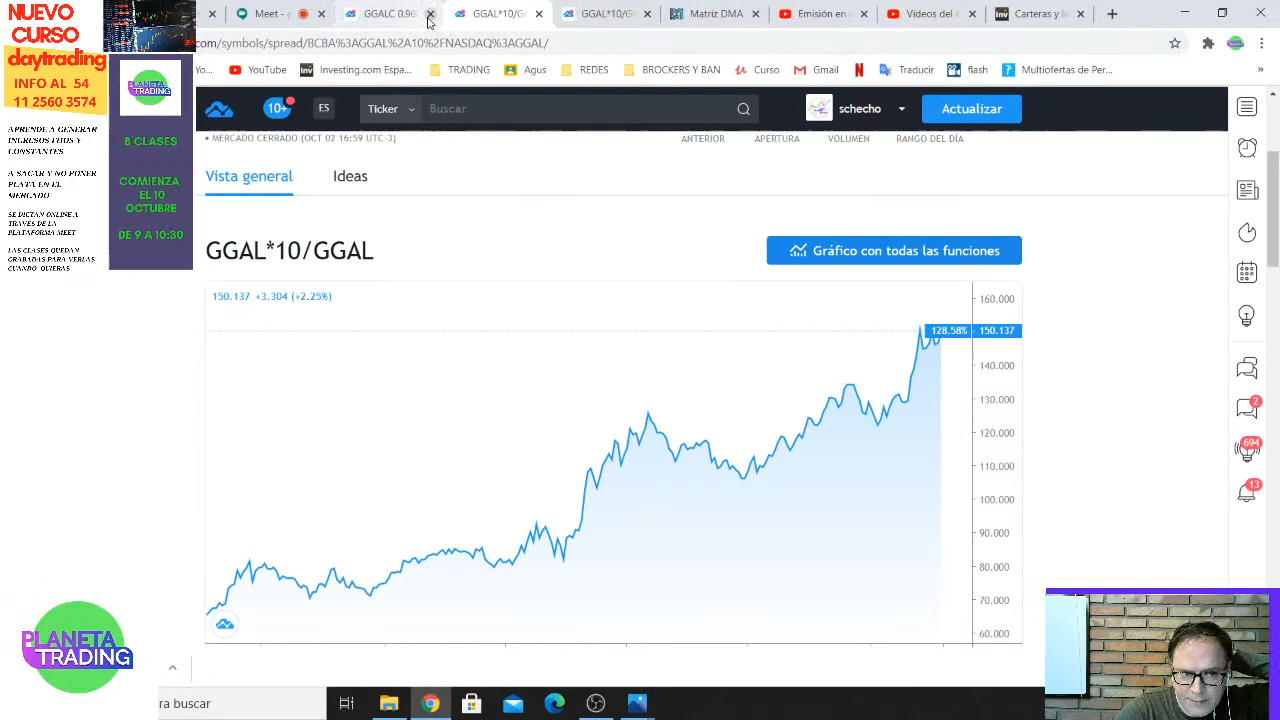 NUEVO
CURSO
daytrading
INFO AL 54
11 2560 3574
APRENDE A GENERAR
INGRESOS FIJOS Y
CONSTANTES
A SACAR Y NO PONER
PLATA EN EL
MERCADO
SE DICTAN ONLINE A
TRAVES DE LA
PLATAFORMA MEET
LAS CLASES QUEDAN
GRABADAS PARA VERLAS
CUANDO QUIERAS
PLANETA
TRADING
8 CLASES
COMIENZA
EL 10
OCTUBRE
DE 9 A 10:30
Meet - p
GGALC 0.96
GGAL*10/G
GGAL*10/G
Matriz DMA
Emisión en
Vídeos del c
Carteras y li
com/symbols/spread/BCBA%3AGGAL%2A10%2FNASDAQ%3AGGAL/
Yo...
YouTube
Investing.com Espa...
TRADING
Agus
REDES
BROCKERS Y BAN
Curso
Gmail
Traducir
flash
Multiofertas de Per...
»
10+
ES
Ticker
Buscar
schecho
Actualizar
• MERCADO CERRADO (OCT 02 16:59 UTC-3)
ANTERIOR
APERTURA
VOLUMEN
RANGO DEL DÍA
Vista general
Ideas
GGAL*10/GGAL
Gráfico con todas las funciones
150.137 +3.304 (+2.25%)
160.000
128.58%
150.137
140.000
130.000
120.000
110.000
100.000
90.000
80.000
70.000
60.000
2
694
13
PLANETA
TRADING
ra buscar